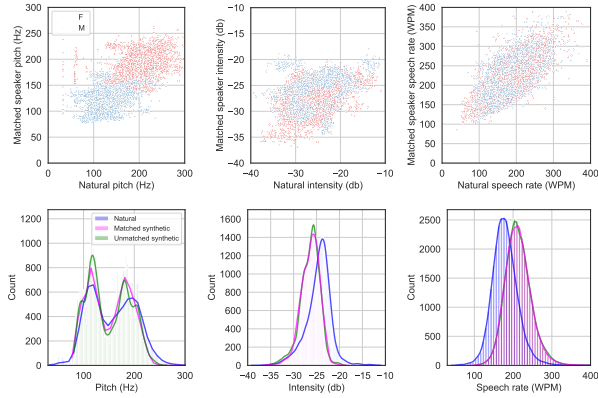 300
250
200
150
100
50
0
0 100 200 300
Natural pitch (Hz)
Matched speaker pitch (Hz)
F
M
−10
−15
−20
−25
−30
−35
−40
−40 −30 −20 −10
Natural intensity (db)
Matched speaker intensity (db)
400
350
300
250
200
150
100
50
0
0 100 200 300 400
Natural speech rate (WPM)
Matched speaker speech rate (WPM)
1200
1000
800
600
400
200
0
100 200 300
Pitch (Hz)
Count
Natural
Matched synthetic
Unmatched synthetic
1600
1400
1200
1000
800
600
400
200
0
−40 −35 −30 −25 −20 −15 −10
Intensity (db)
Count
2500
2000
1500
1000
500
0
100 200 300 400
Speech rate (WPM)
Count